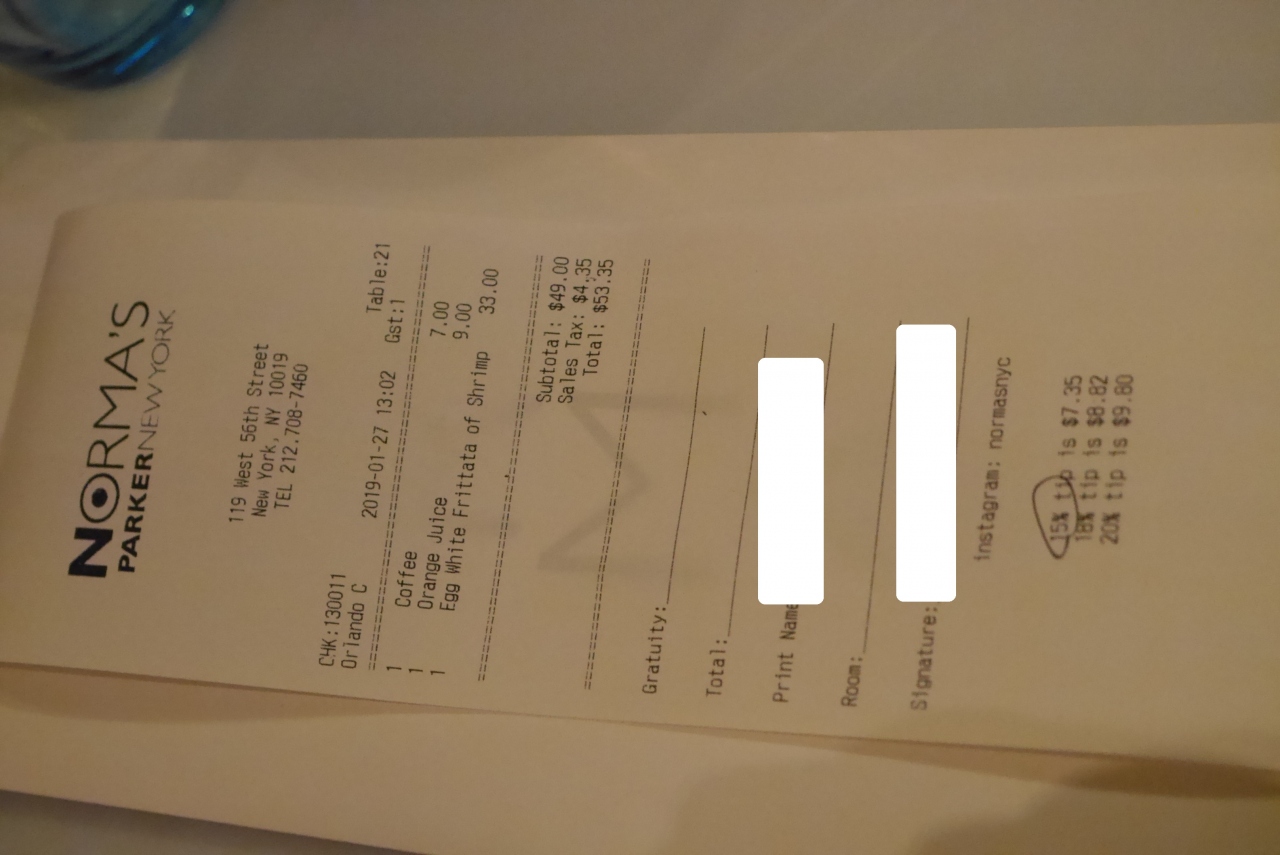 NORMA'S
PARKER NEW YORK
119 West 56th Street
New York, NY 10019
TEL 212.708-7460
CHK:130011
Orlando C 2019-01-27 13:02 Gst:1 Table:21
========================================
1 Coffee 7.00
1 Orange Juice 9.00
1 Egg White Frittata of Shrimp 33.00
========================================
Subtotal: $49.00
Sales Tax: $4.35
Total: $53.35
========================================
Gratuity:
Total:
Print Name
Room:
Signature:
instagram: normasnyc
15% tip is $7.35
18% tip is $8.82
20% tip is $9.80